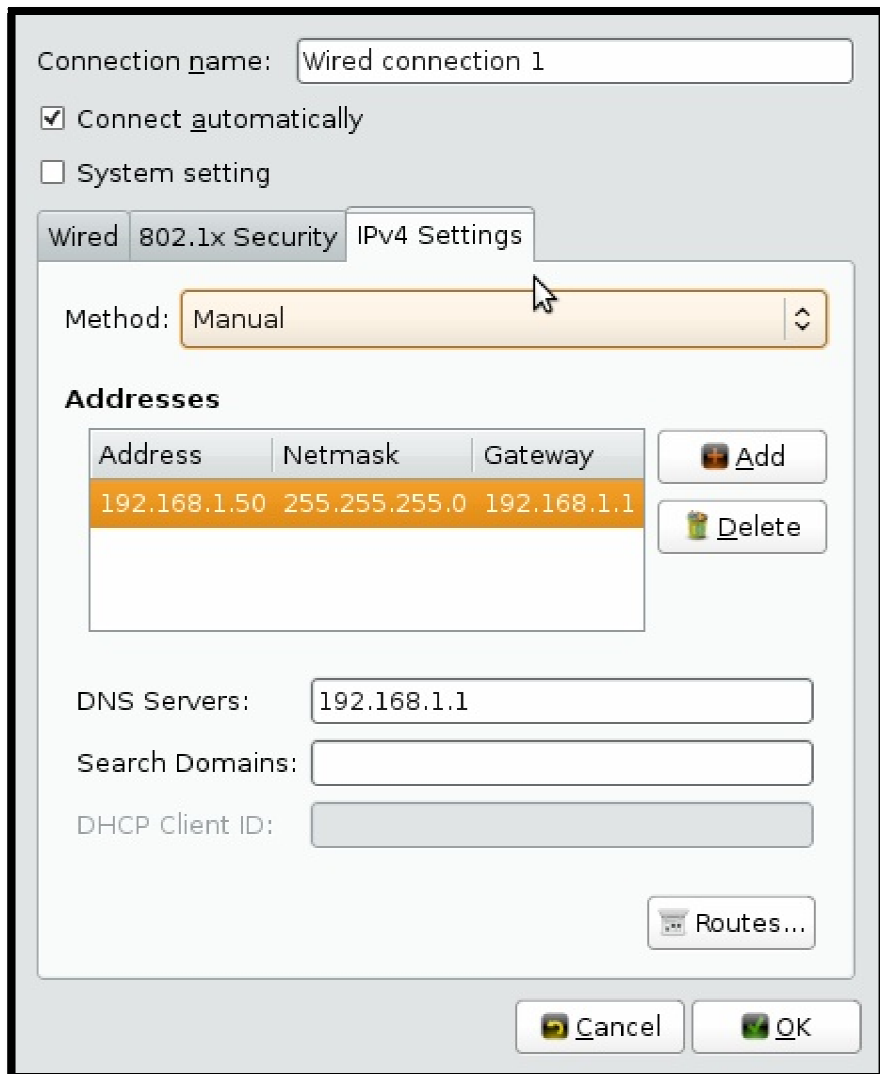 Connection name: Wired connection 1
Connect automatically
System setting
Wired 802.1x Security IPv4 Settings
Method: Manual
Addresses
Address Netmask Gateway
Add
192.168.1.50 255.255.255.0 192.168.1.1
Delete
DNS Servers: 192.168.1.1
Search Domains:
DHCP Client ID:
Routes...
Cancel OK